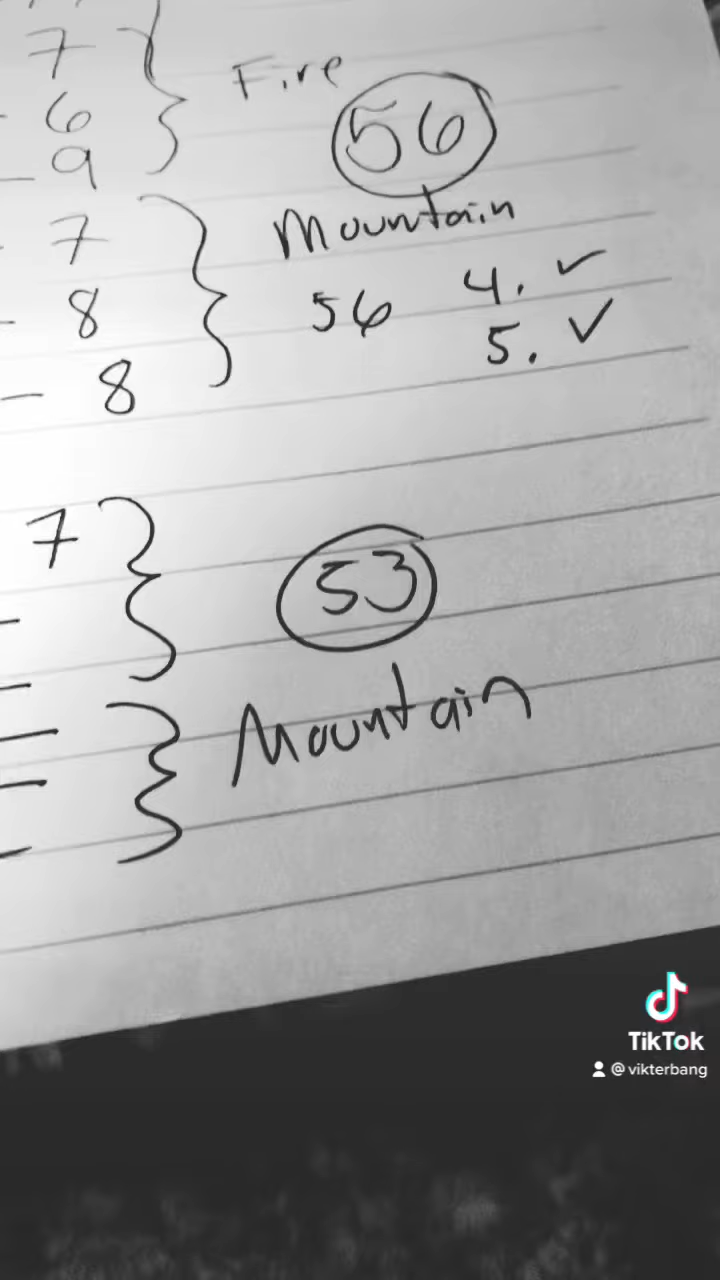 7
Fire
- 6
56
- 9
- 7
Mountain
- 8
56 4. ✓
5. ✓
- 8
7
53
Mountain
TikTok
@vikterbang